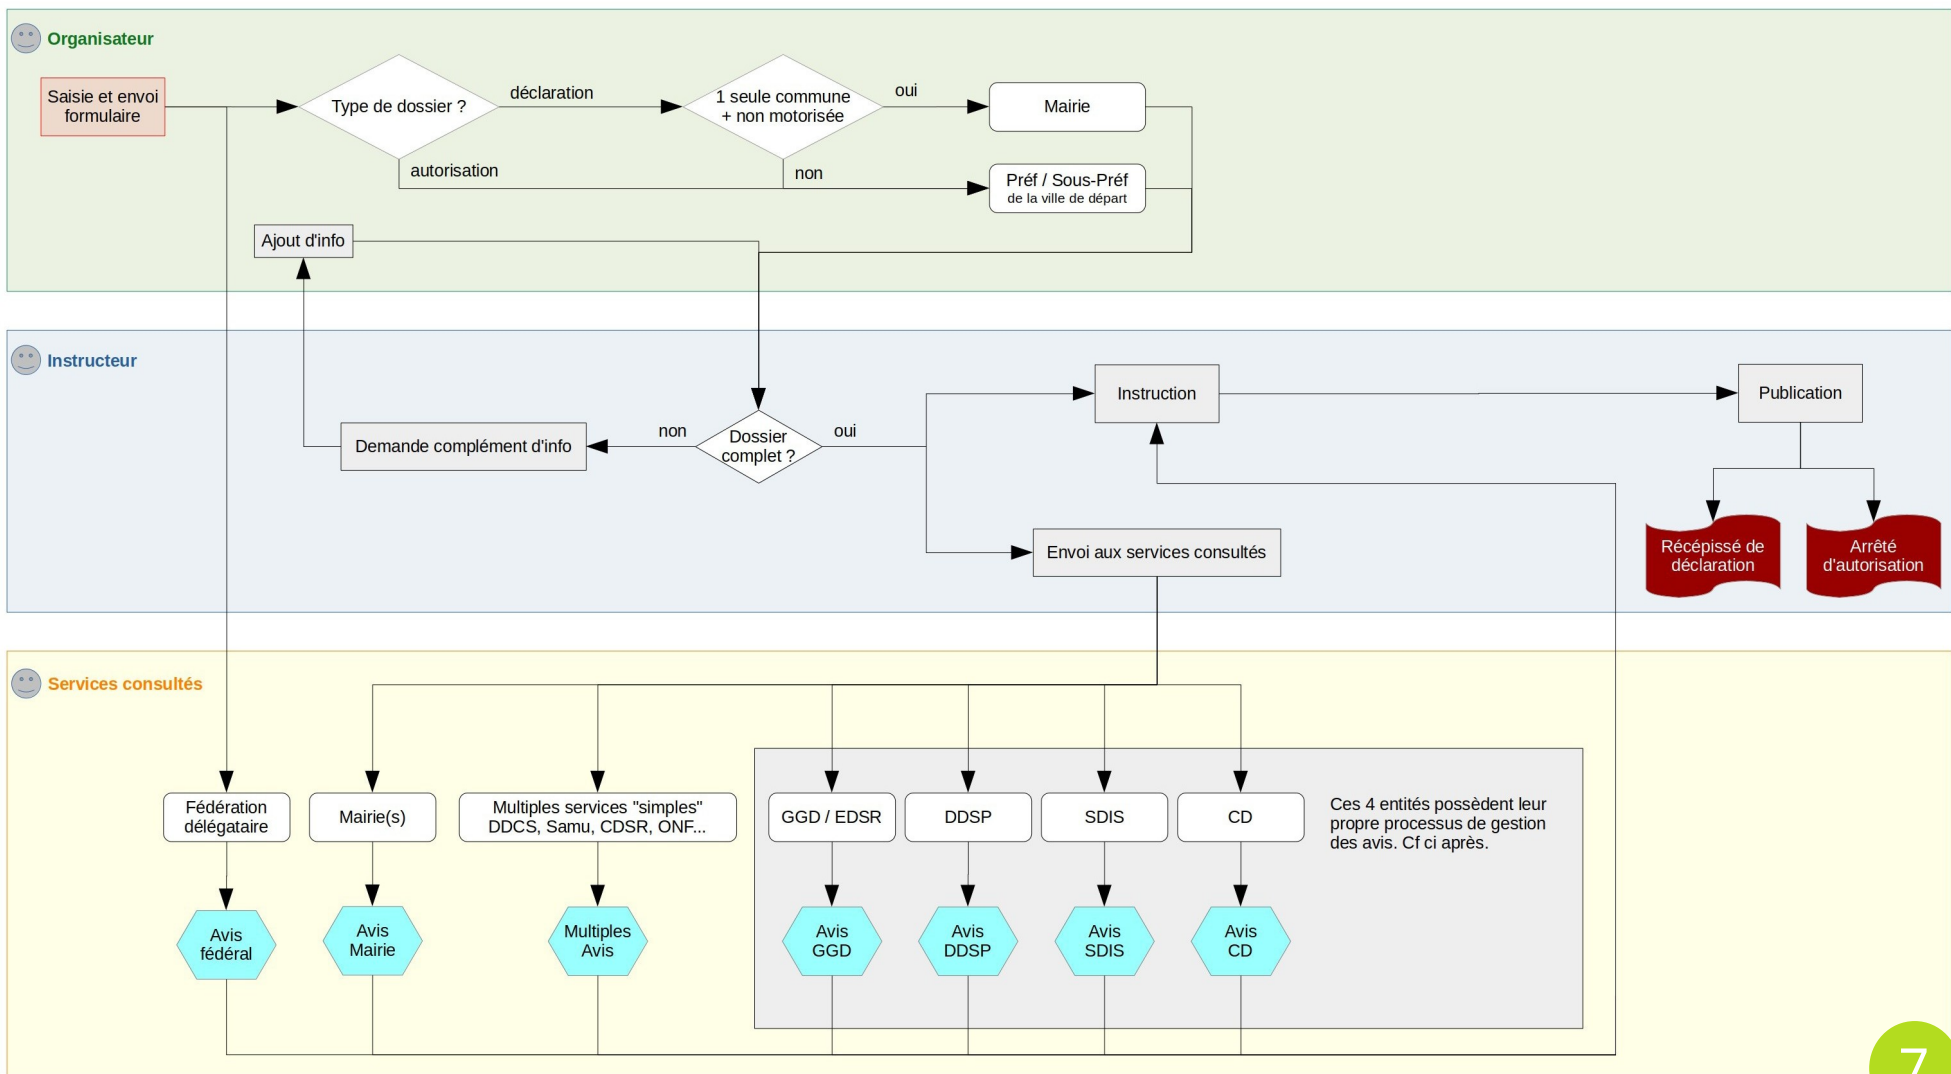 Organisateur
Saisie et envoi
formulaire
Type de dossier ?
déclaration
1 seule commune
+ non motorisée
oui
Mairie
autorisation
non
Préf / Sous-Préf
de la ville de départ
Ajout d'info
Instructeur
Instruction
Publication
Demande complément d'info
non
Dossier
complet ?
oui
Envoi aux services consultés
Récépissé de
déclaration
Arrêté
d'autorisation
Services consultés
Fédération
délégataire
Mairie(s)
Multiples services "simples"
DDCS, Samu, CDSR, ONF...
GGD / EDSR
DDSP
SDIS
CD
Ces 4 entités possèdent leur
propre processus de gestion
des avis. Cf ci après.
Avis
fédéral
Avis
Mairie
Multiples
Avis
Avis
GGD
Avis
DDSP
Avis
SDIS
Avis
CD
7